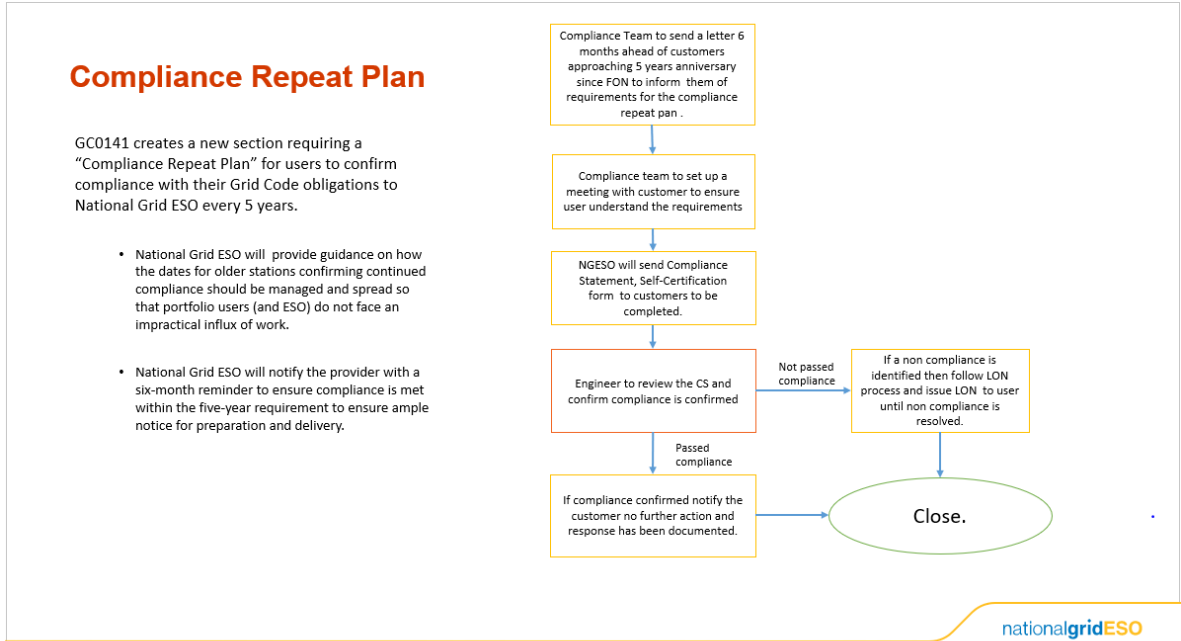 Compliance Repeat Plan
GC0141 creates a new section requiring a
“Compliance Repeat Plan” for users to confirm
compliance with their Grid Code obligations to
National Grid ESO every 5 years.
• National Grid ESO will  provide guidance on how
the dates for older stations confirming continued
compliance should be managed and spread so
that portfolio users (and ESO) do not face an
impractical influx of work.
• National Grid ESO will notify the provider with a
six-month reminder to ensure compliance is met
within the five-year requirement to ensure ample
notice for preparation and delivery.
Compliance Team to send a letter 6
months ahead of customers
approaching 5 years anniversary
since FON to inform  them of
requirements for the compliance
repeat pan .
Compliance team to set up a
meeting with customer to ensure
user understand the requirements
NGESO will send Compliance
Statement, Self-Certification
form  to customers to be
completed.
Engineer to review the CS and
confirm compliance is confirmed
Not passed
compliance
If a non compliance is
identified then follow LON
process and issue LON  to user
until non compliance is
resolved.
Passed
compliance
If compliance confirmed notify the
customer no further action and
response has been documented.
Close.
nationalgridESO